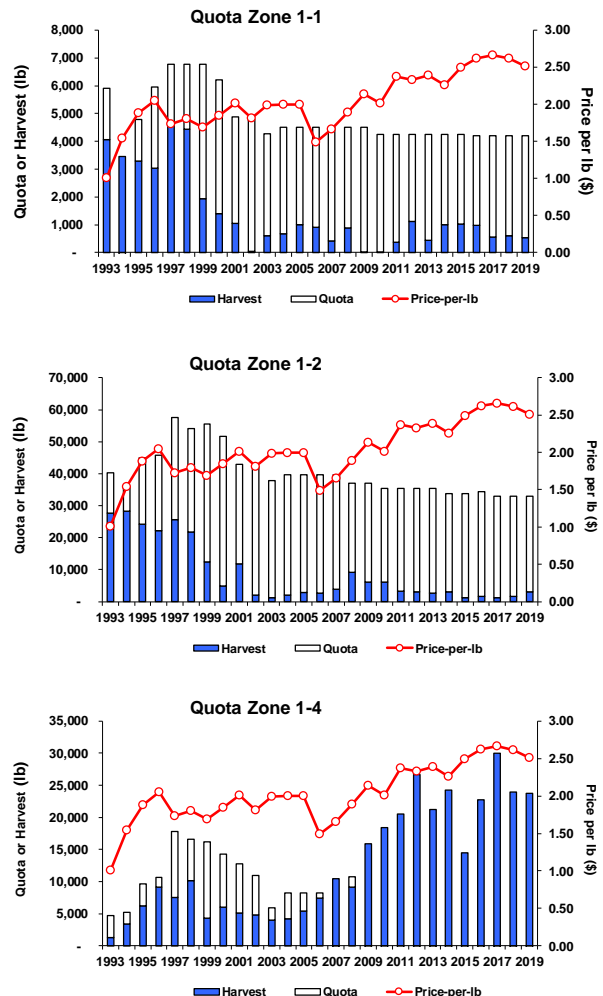 Quota Zone 1-1
8,000 3.00
7,000 2.50
6,000
5,000 2.00
4,000 1.50
3,000 1.00
2,000
1,000 0.50
- 0.00
Quota or Harvest (lb)
Price per lb ($)
1993 1995 1997 1999 2001 2003 2005 2007 2009 2011 2013 2015 2017 2019
Harvest Quota Price-per-lb
Quota Zone 1-2
70,000 3.00
60,000 2.50
50,000 2.00
40,000
30,000 1.50
20,000 1.00
10,000 0.50
- 0.00
Quota or Harvest (lb)
Price per lb ($)
1993 1995 1997 1999 2001 2003 2005 2007 2009 2011 2013 2015 2017 2019
Harvest Quota Price-per-lb
Quota Zone 1-4
35,000 3.00
30,000 2.50
25,000 2.00
20,000
15,000 1.50
10,000 1.00
5,000 0.50
- 0.00
Quota or Harvest (lb)
Price per lb ($)
1993 1995 1997 1999 2001 2003 2005 2007 2009 2011 2013 2015 2017 2019
Harvest Quota Price-per-lb